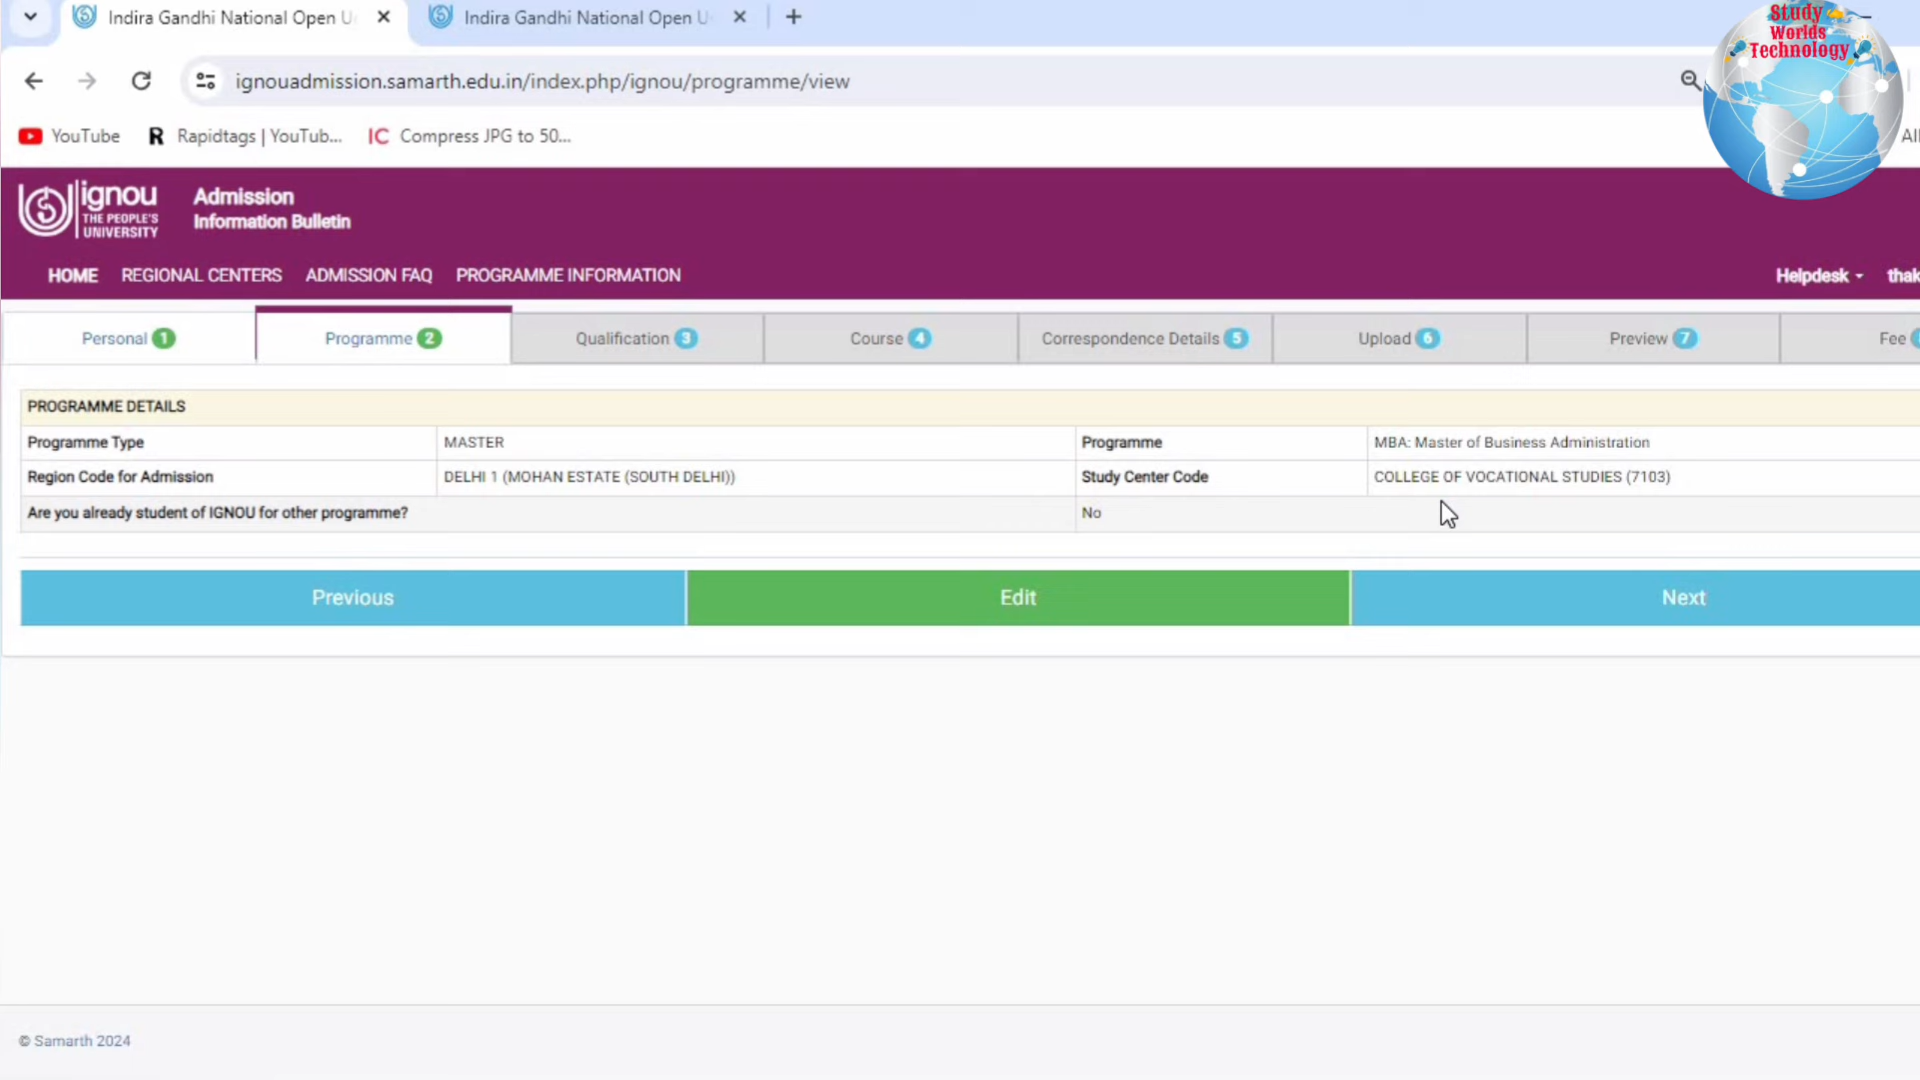 Indira Gandhi National Open U
Indira Gandhi National Open U
Study
Worlds
Technology
ignouadmission.samarth.edu.in/index.php/ignou/programme/view
YouTube
Rapidtags | YouTub...
IC Compress JPG to 50...
All
ignou
THE PEOPLE'S
UNIVERSITY
Admission
Information Bulletin
HOME REGIONAL CENTERS ADMISSION FAQ PROGRAMME INFORMATION Helpdesk thak
Personal 1 Programme 2 Qualification 3 Course 4 Correspondence Details 5 Upload 6 Preview 7 Fee
PROGRAMME DETAILS
Programme Type MASTER Programme MBA: Master of Business Administration
Region Code for Admission DELHI 1 (MOHAN ESTATE (SOUTH DELHI)) Study Center Code COLLEGE OF VOCATIONAL STUDIES (7103)
Are you already student of IGNOU for other programme? No
Previous Edit Next
© Samarth 2024